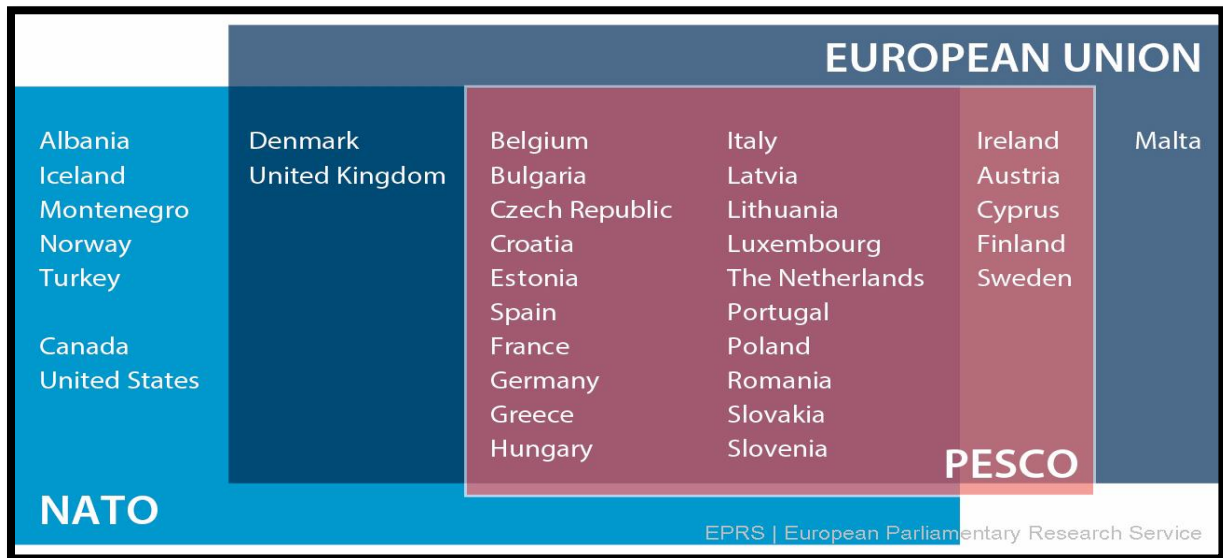 EUROPEAN UNION
Albania
Iceland
Montenegro
Norway
Turkey
Canada
United States
Denmark
United Kingdom
Belgium
Bulgaria
Czech Republic
Croatia
Estonia
Spain
France
Germany
Greece
Hungary
Italy
Latvia
Lithuania
Luxembourg
The Netherlands
Portugal
Poland
Romania
Slovakia
Slovenia
Ireland
Austria
Cyprus
Finland
Sweden
Malta
PESCO
NATO
EPRS | European Parliamentary Research Service